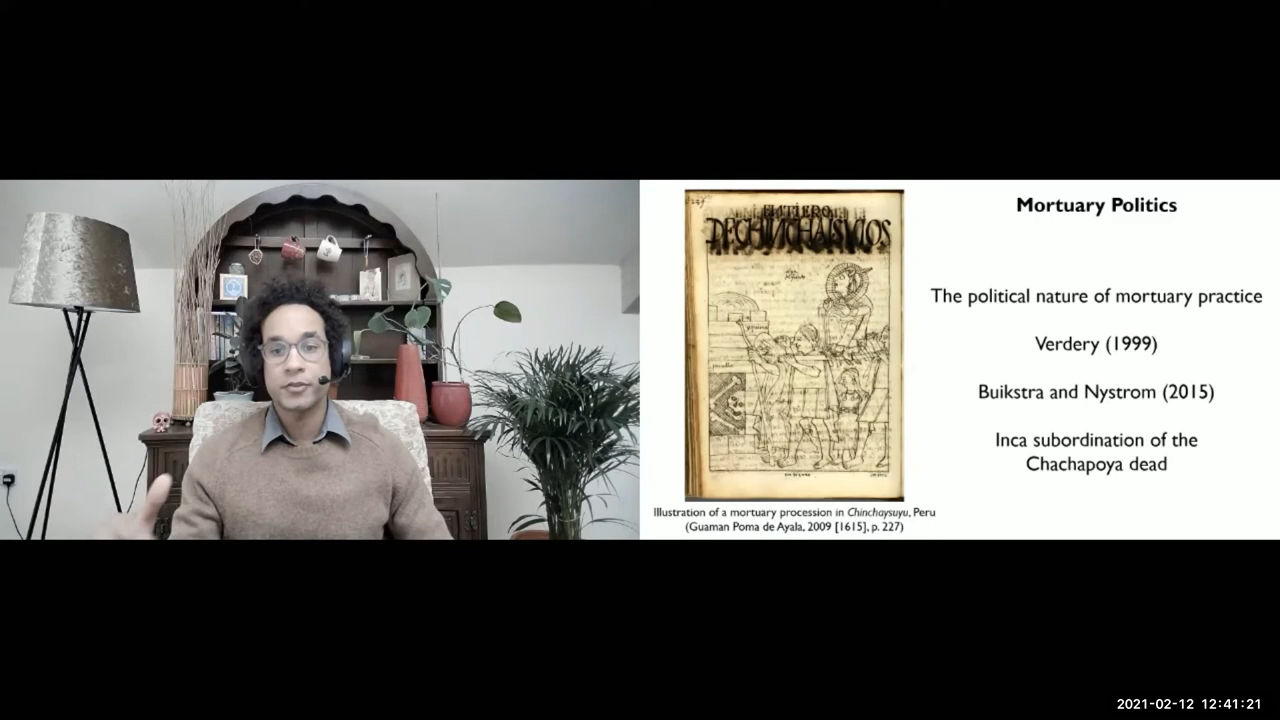 Mortuary Politics
The political nature of mortuary practice
Verdery (1999)
Buikstra and Nystrom (2015)
Inca subordination of the
Chachapoya dead
DECHINCHAISVIOS
Illustration of a mortuary procession in Chinchaysuyu, Peru
(Guaman Poma de Ayala, 2009 [1615], p. 227)
2021-02-12 12:41:21